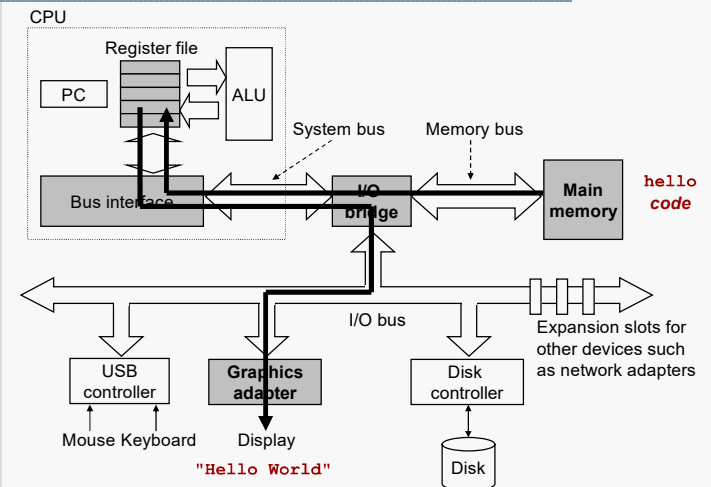 CPU
Register file
PC
ALU
System bus
Memory bus
Bus interface
I/O
bridge
Main
memory
hello
code
I/O bus
Expansion slots for
other devices such
as network adapters
USB
controller
Graphics
adapter
Disk
controller
Mouse Keyboard
Display
"Hello World"
Disk